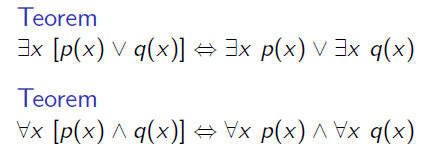 Teorem
∃x [p(x) ∨ q(x)] ⇔ ∃x p(x) ∨ ∃x q(x)
Teorem
∀x [p(x) ∧ q(x)] ⇔ ∀x p(x) ∧ ∀x q(x)